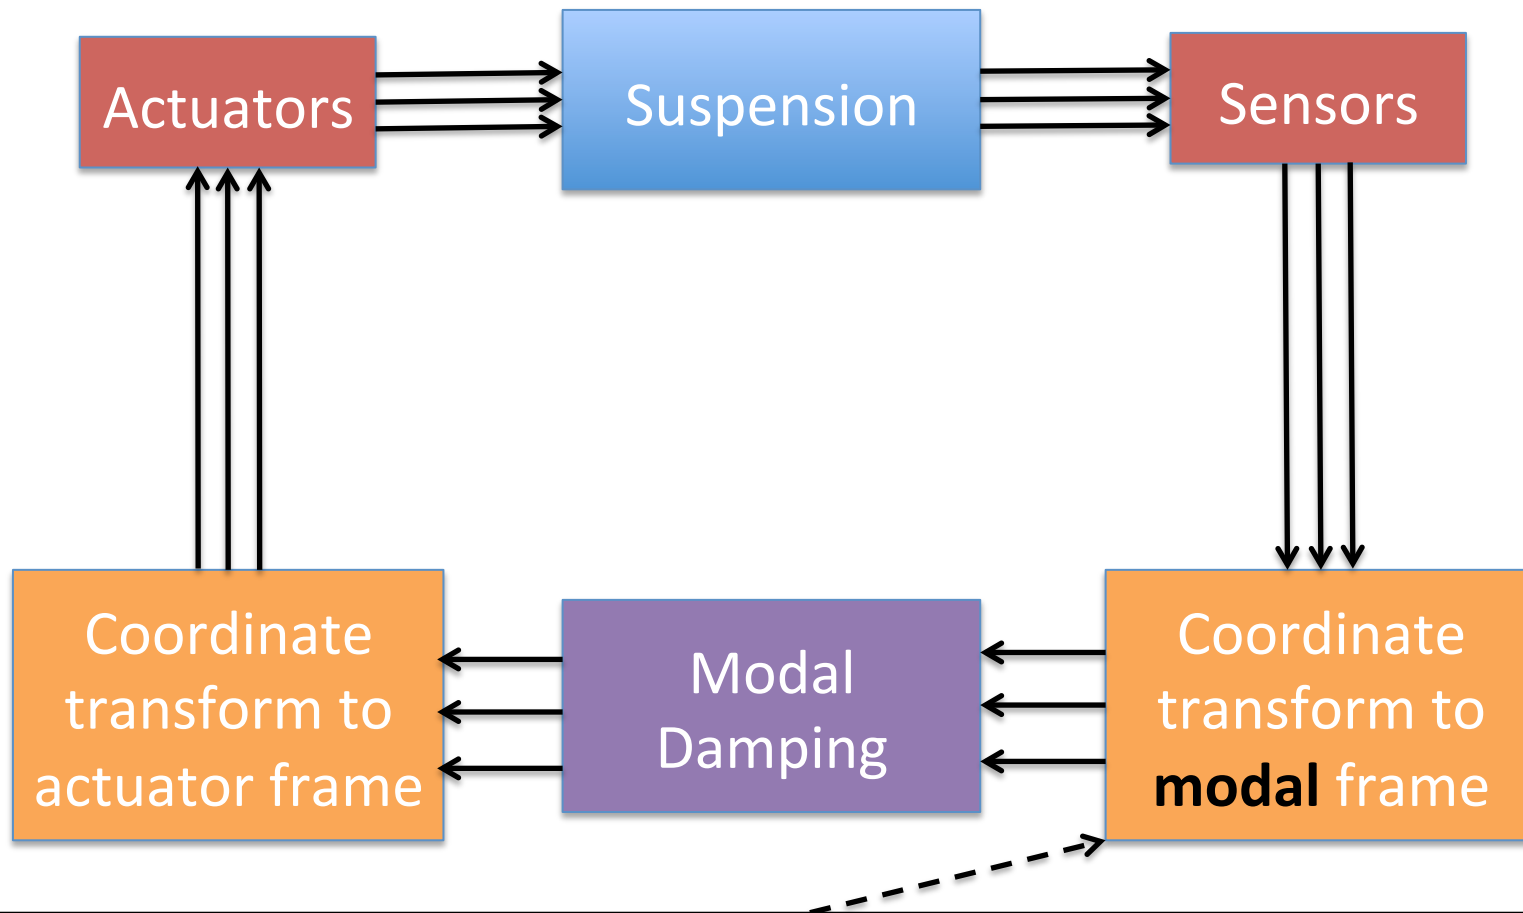 Actuators
Suspension
Sensors
Coordinate
transform to
actuator frame
Modal
Damping
Coordinate
transform to
modal frame